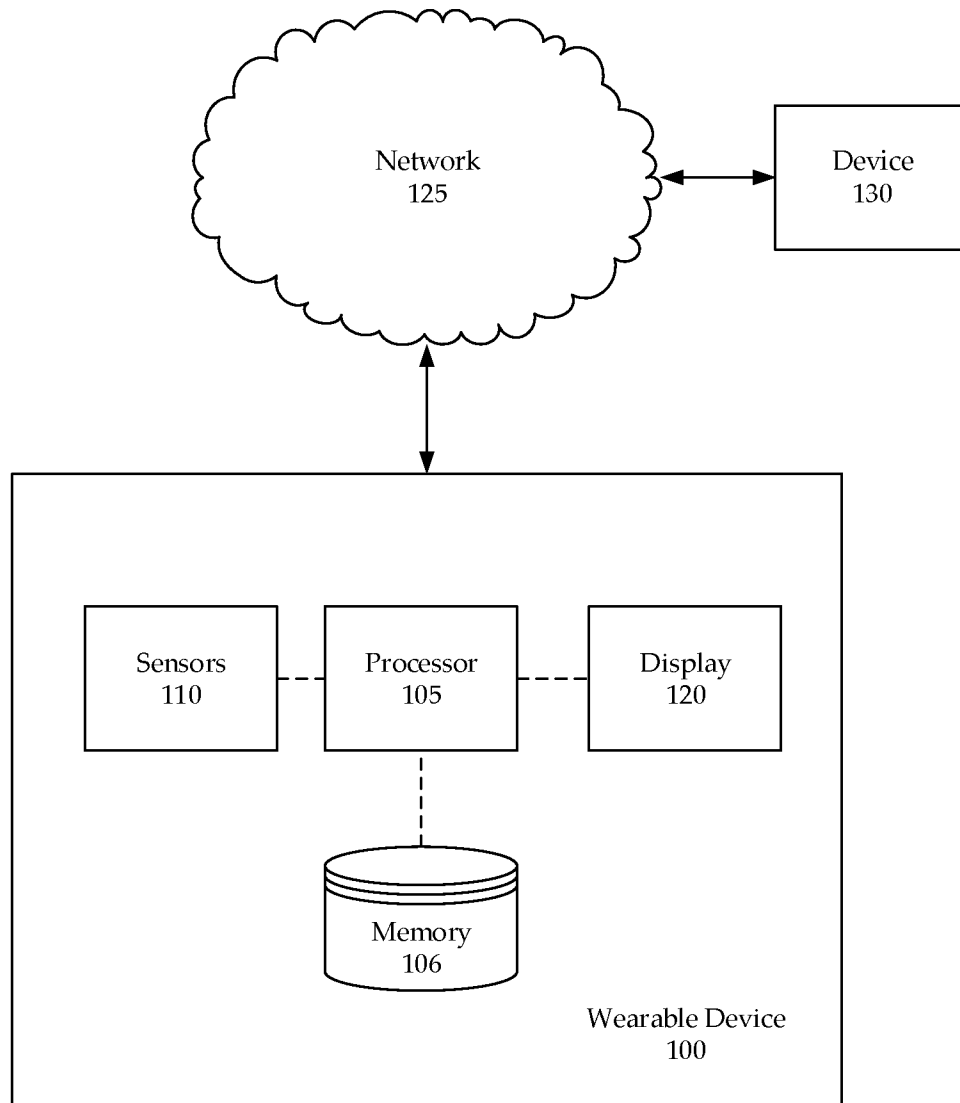 Network
125
Device
130
Sensors
110
Processor
105
Display
120
Memory
106
Wearable Device
100